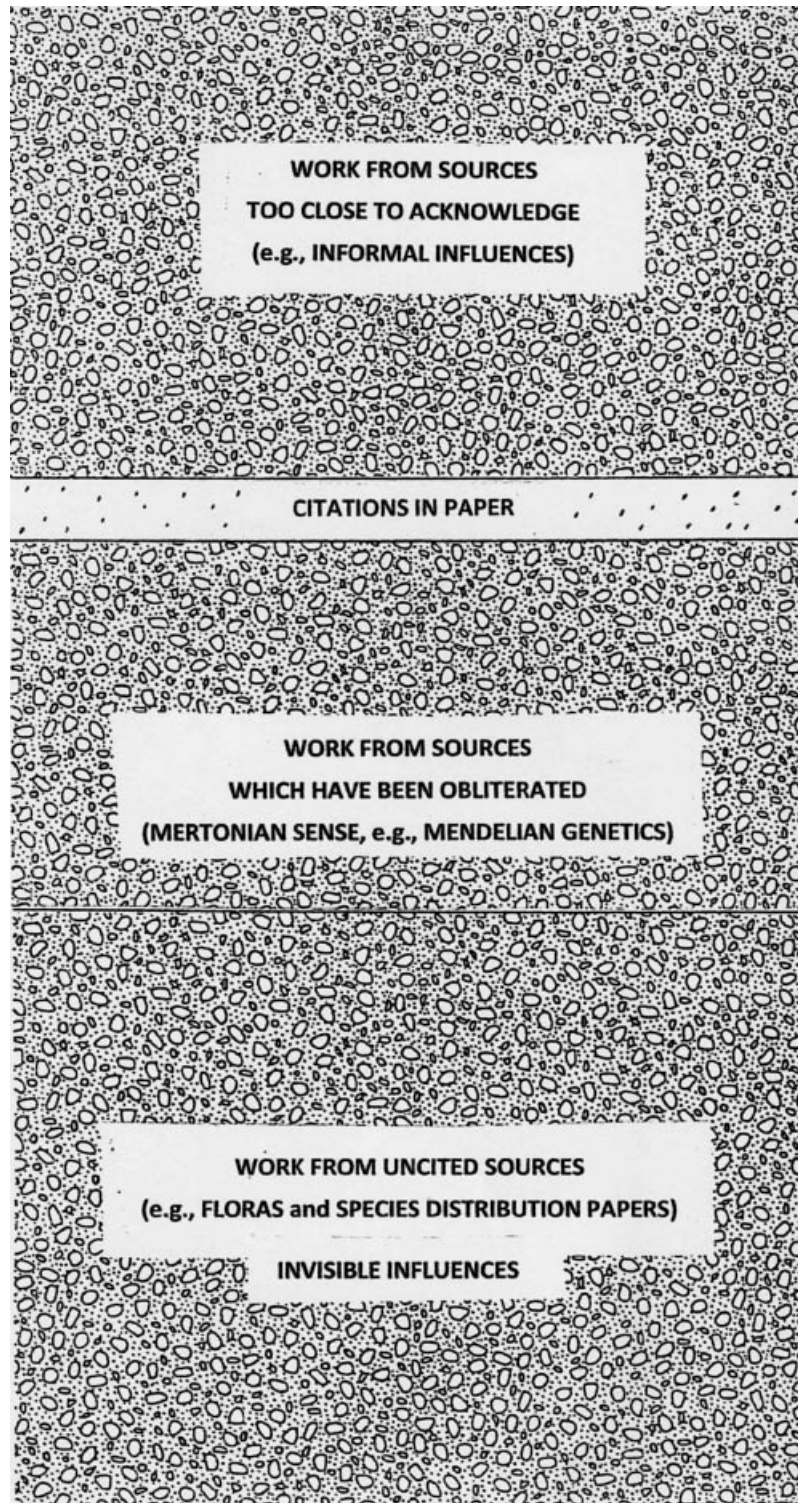 WORK FROM SOURCES
TOO CLOSE TO ACKNOWLEDGE
(e.g., INFORMAL INFLUENCES)
CITATIONS IN PAPER
WORK FROM SOURCES
WHICH HAVE BEEN OBLITERATED
(MERTONIAN SENSE, e.g., MENDELIAN GENETICS)
WORK FROM UNCITED SOURCES
(e.g., FLORAS and SPECIES DISTRIBUTION PAPERS)
INVISIBLE INFLUENCES